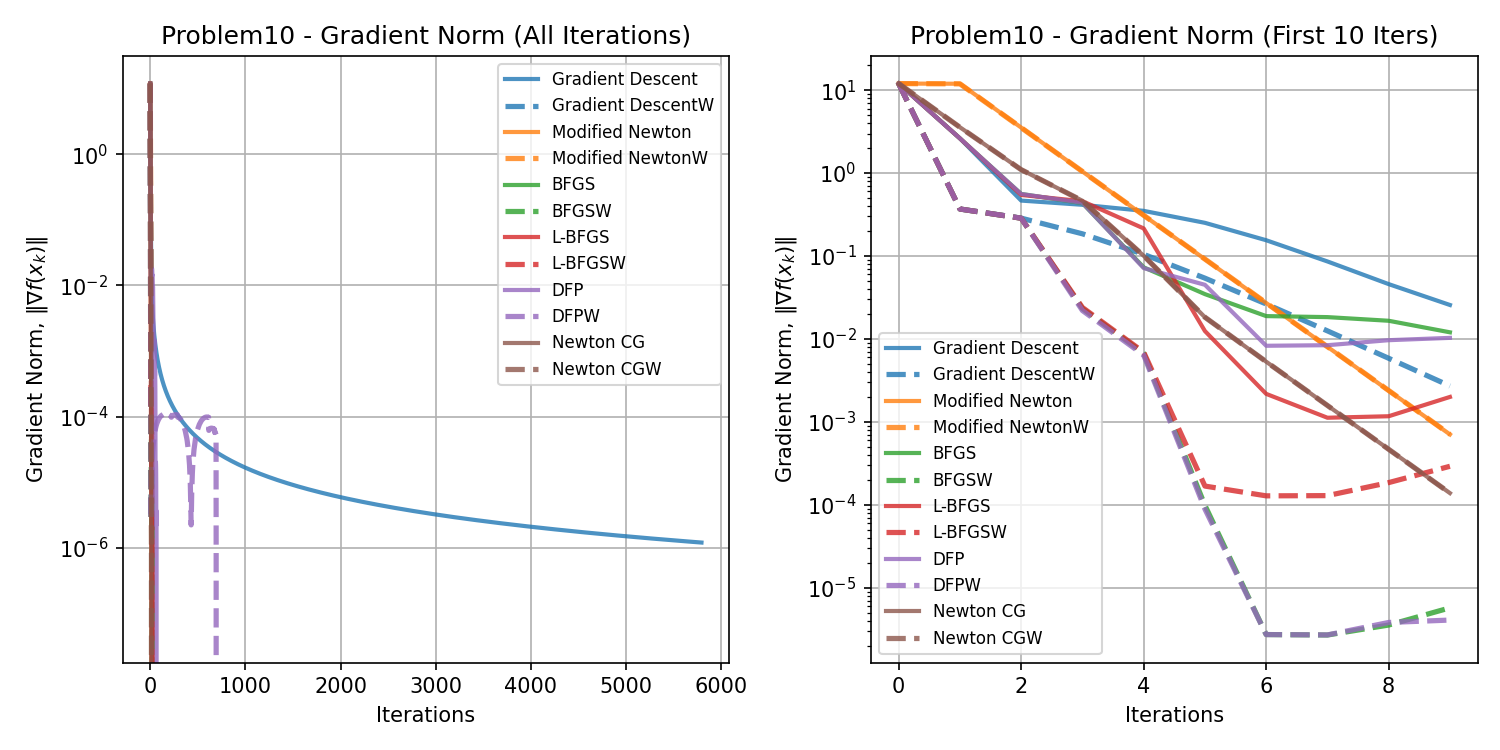 Problem10 - Gradient Norm (All Iterations)
Gradient Norm, ‖∇f(x_k)‖
10^0
10^−2
10^−4
10^−6
Gradient Descent
Gradient DescentW
Modified Newton
Modified NewtonW
BFGS
BFGSW
L-BFGS
L-BFGSW
DFP
DFPW
Newton CG
Newton CGW
0 1000 2000 3000 4000 5000 6000
Iterations
Problem10 - Gradient Norm (First 10 Iters)
Gradient Norm, ‖∇f(x_k)‖
10^1
10^0
10^−1
10^−2
10^−3
10^−4
10^−5
Gradient Descent
Gradient DescentW
Modified Newton
Modified NewtonW
BFGS
BFGSW
L-BFGS
L-BFGSW
DFP
DFPW
Newton CG
Newton CGW
0 2 4 6 8
Iterations